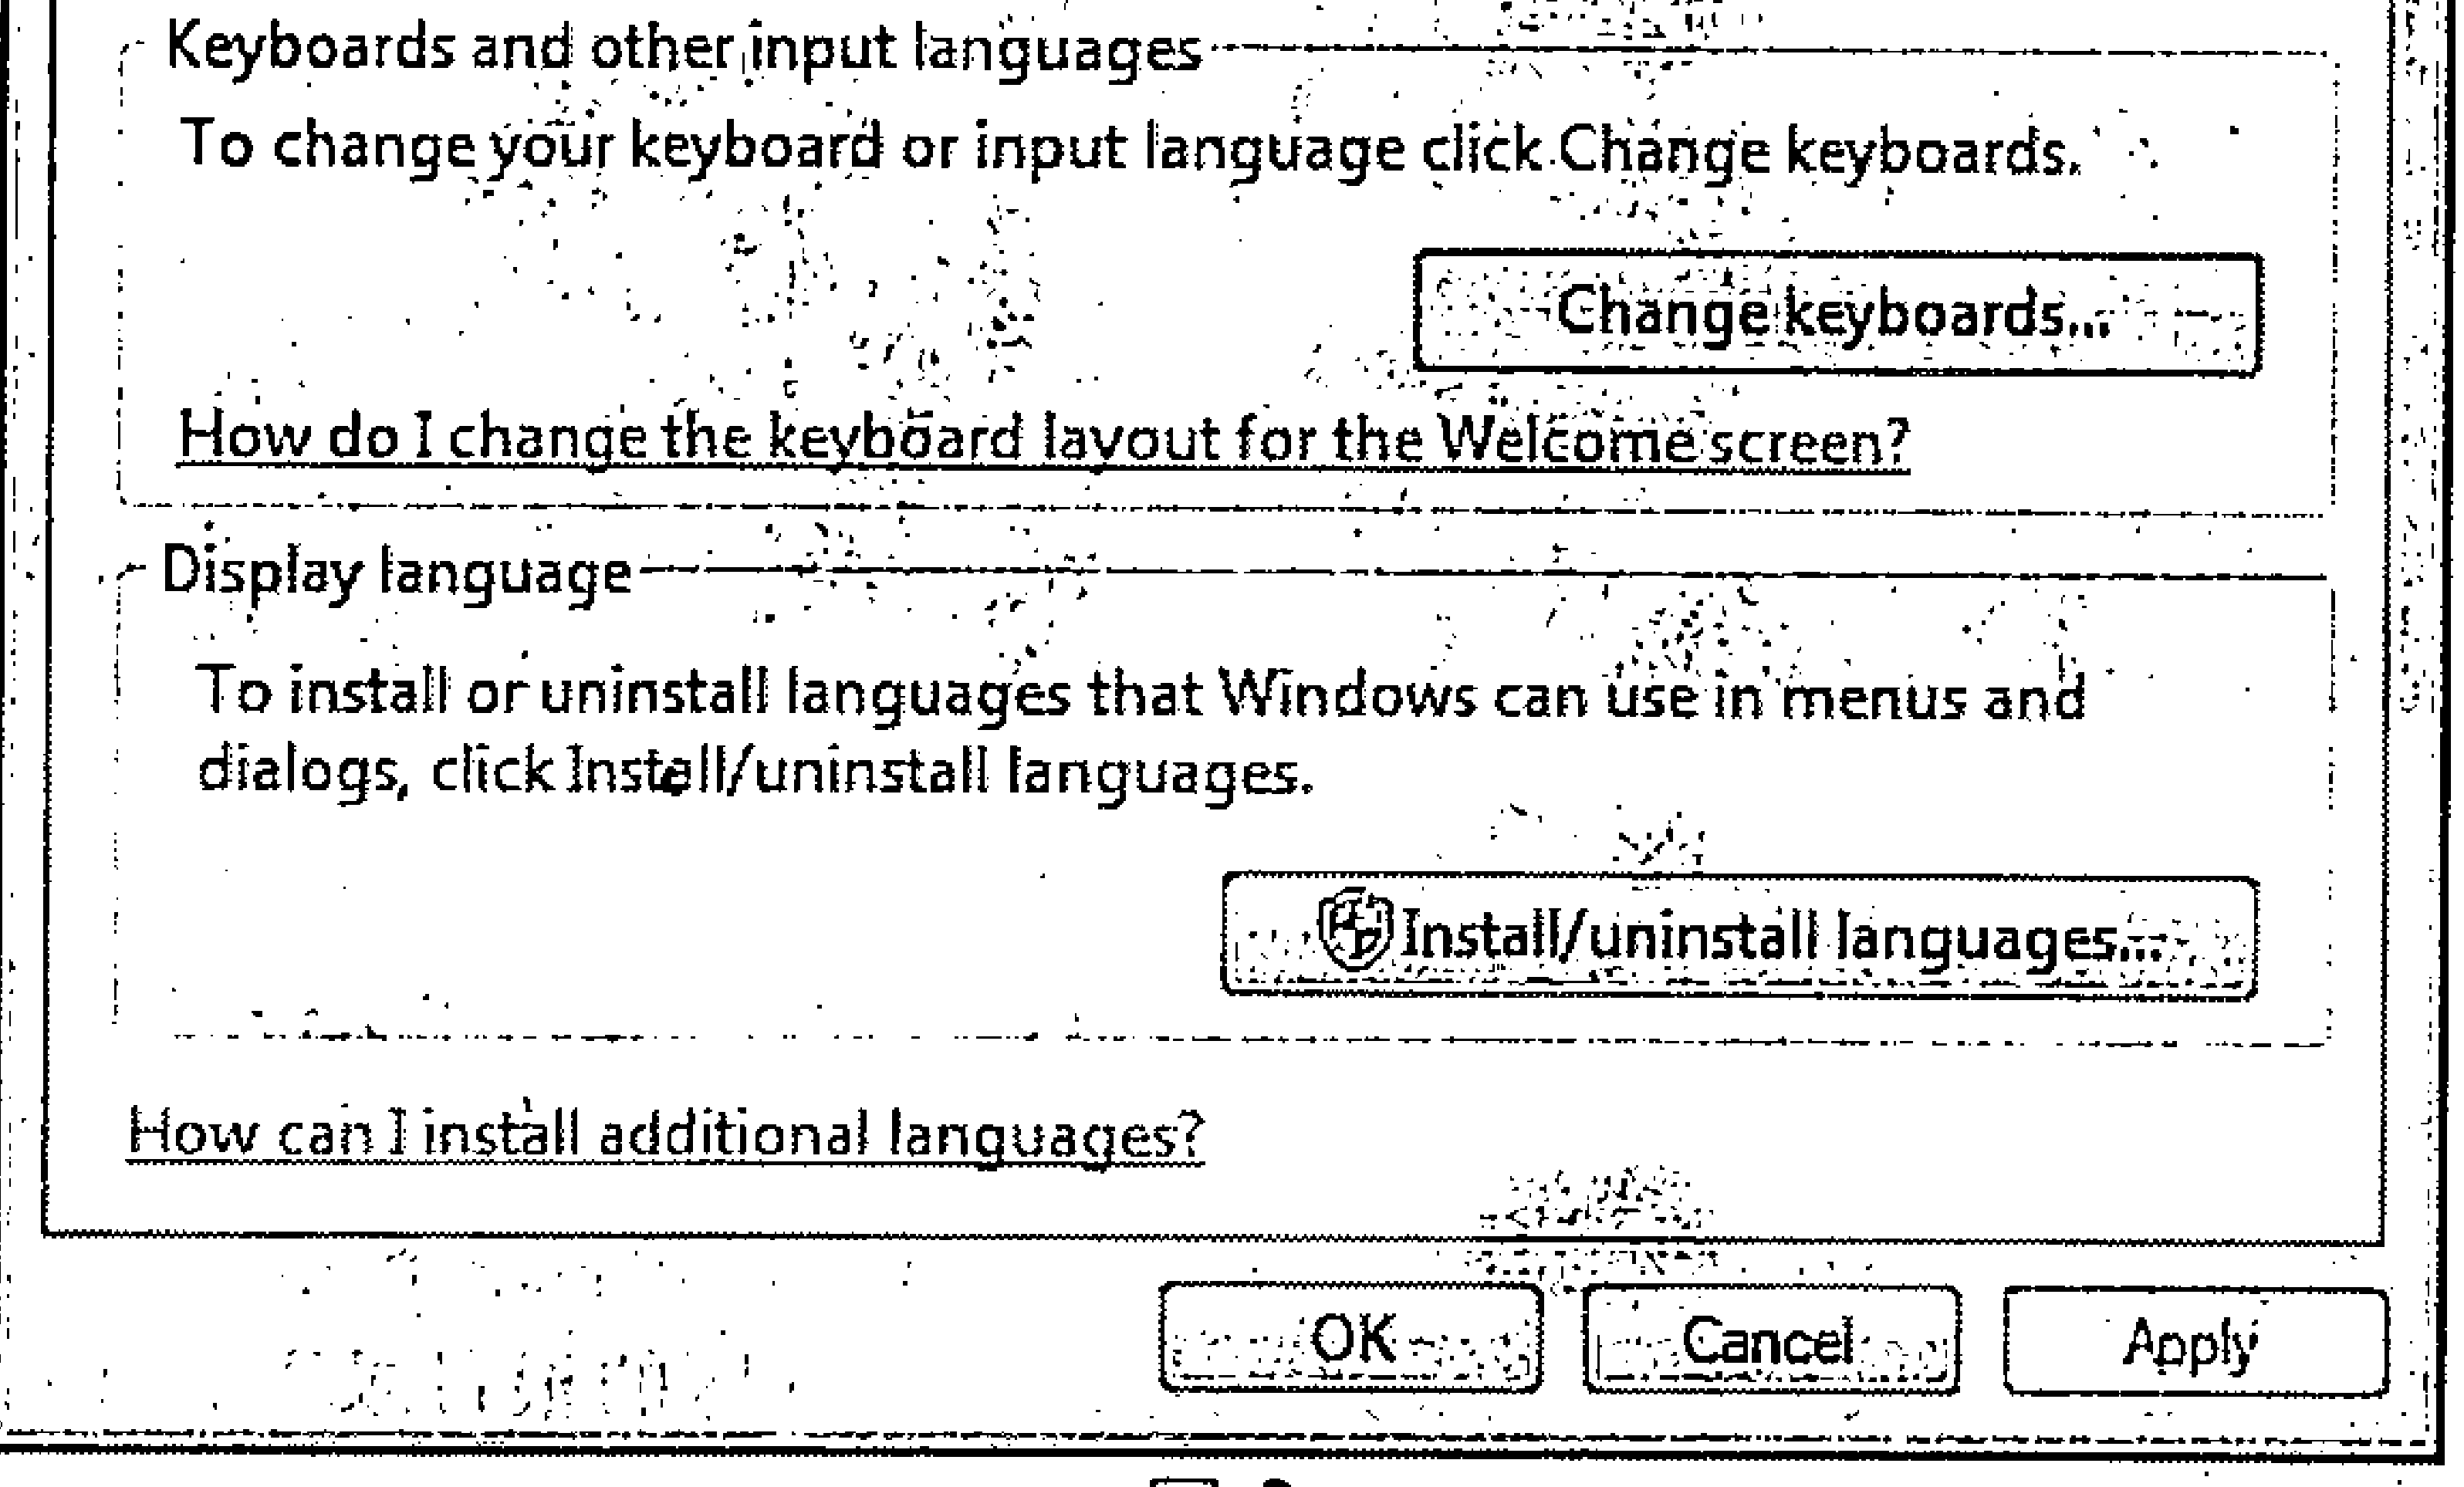 Keyboards and other input languages
To change your keyboard or input language click Change keyboards.
Change keyboards...
How do I change the keyboard layout for the Welcome screen?
Display language
To install or uninstall languages that Windows can use in menus and
dialogs, click Install/uninstall languages.
Install/uninstall languages...
How can I install additional languages?
OK Cancel Apply